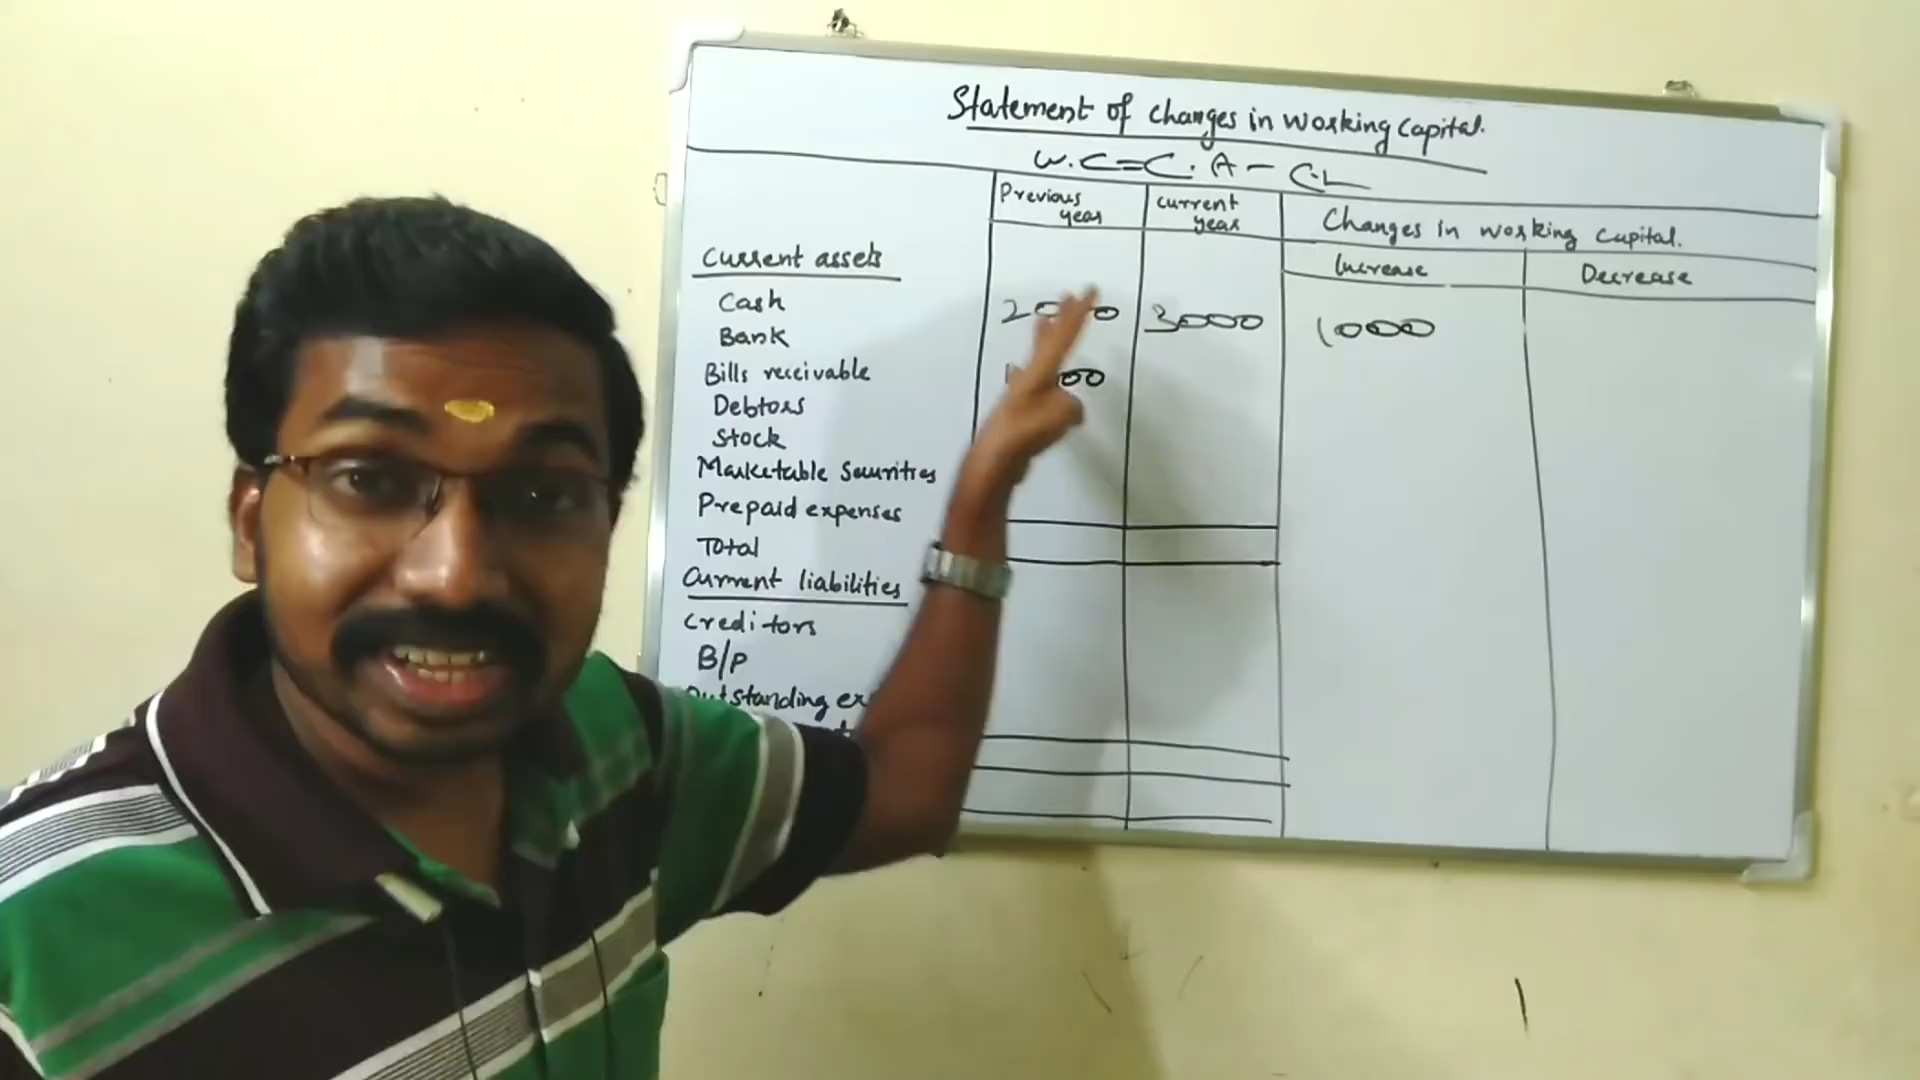 Statement of changes in working capital.
W.C=C.A-C.L
Previous year
current year
Changes in working capital.
Increase
Decrease
Current assets
Cash
3000
1000
Bank
Bills receivable
Debtors
Stock
Marketable securities
Prepaid expenses
Total
Current liabilities
Creditors
B/P
Outstanding